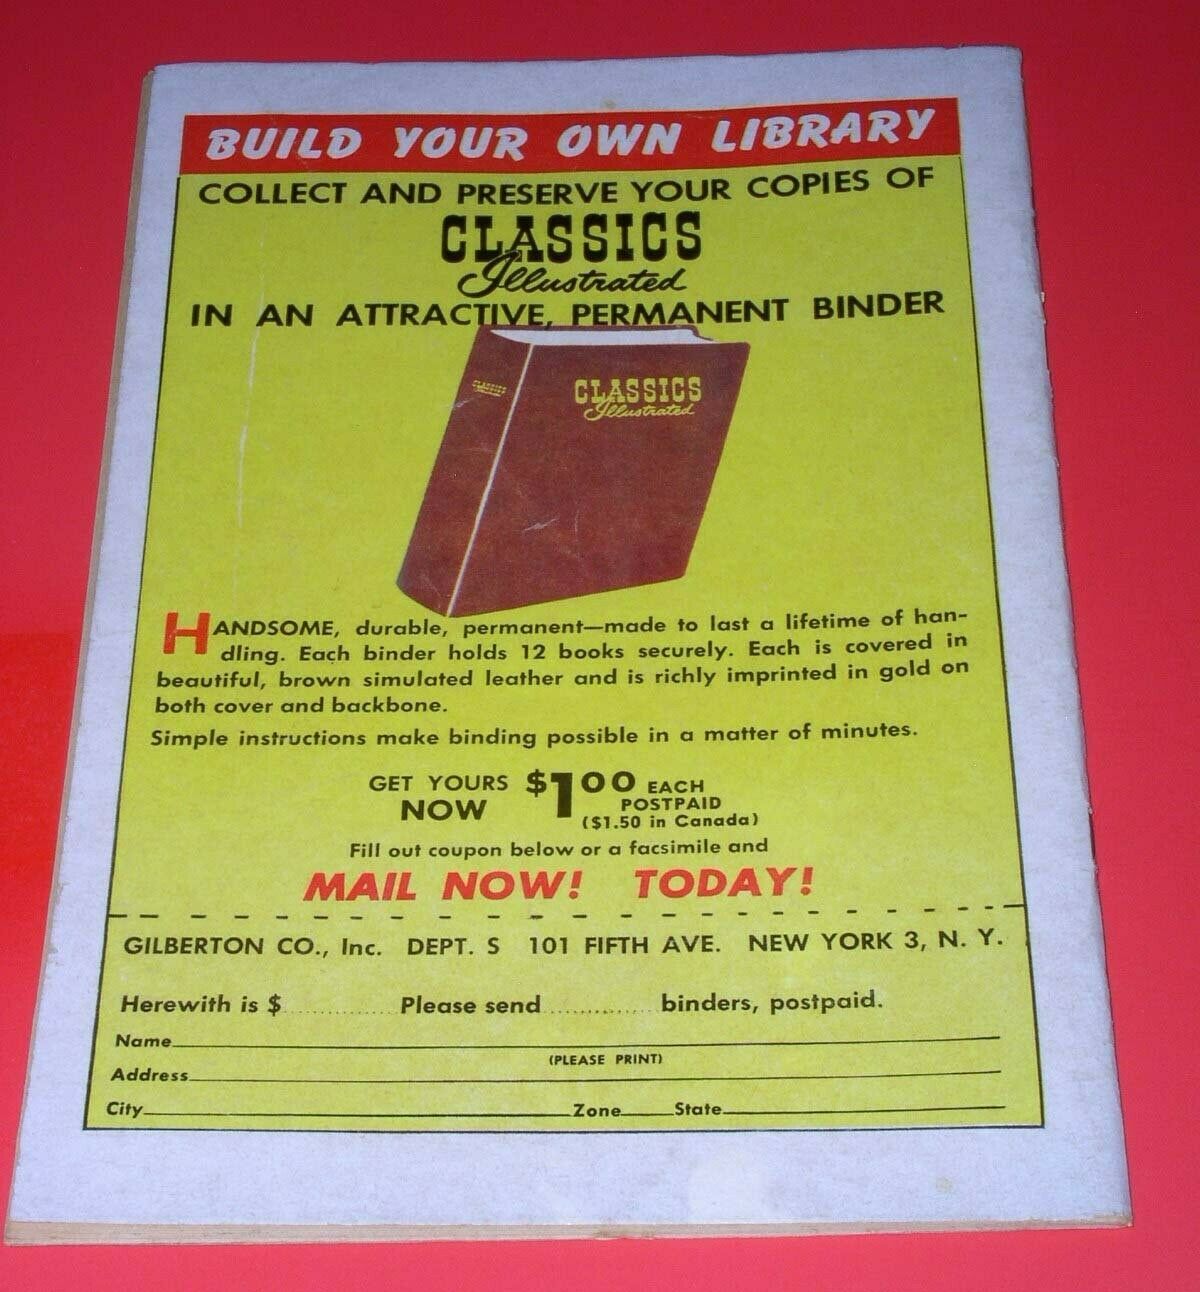 BUILD YOUR OWN LIBRARY
COLLECT AND PRESERVE YOUR COPIES OF
CLASSICS
Illustrated
IN AN ATTRACTIVE, PERMANENT BINDER
CLASSICS
Illustrated
CLASSICS
Illustrated
HANDSOME, durable, permanent—made to last a lifetime of han-
dling. Each binder holds 12 books securely. Each is covered in
beautiful, brown simulated leather and is richly imprinted in gold on
both cover and backbone.
Simple instructions make binding possible in a matter of minutes.
GET YOURS NOW $1.00 EACH
POSTPAID
($1.50 in Canada)
Fill out coupon below or a facsimile and
MAIL NOW! TODAY!
GILBERTON CO., Inc. DEPT. S 101 FIFTH AVE. NEW YORK 3, N. Y.
Herewith is $ Please send binders, postpaid.
Name
(PLEASE PRINT)
Address
City Zone State